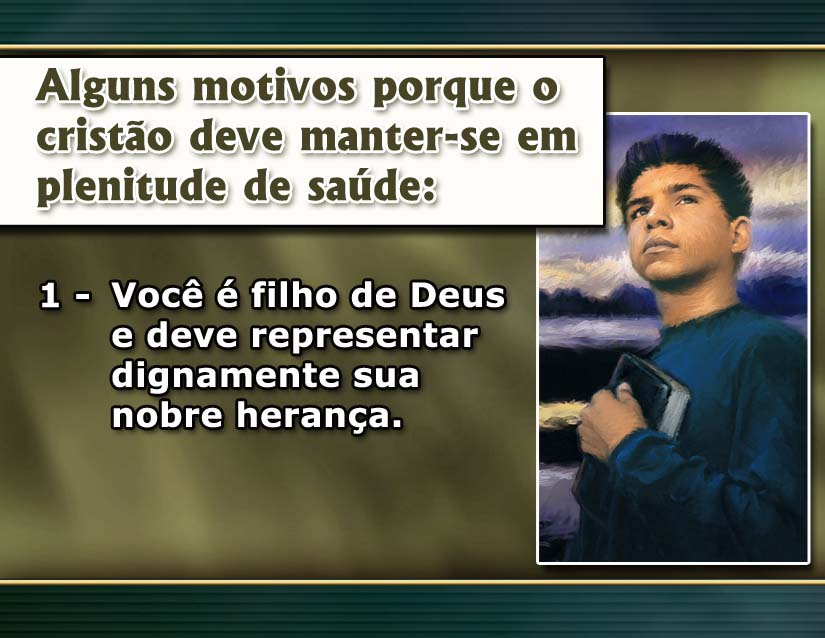 Alguns motivos porque o
cristão deve manter-se em
plenitude de saúde:
1 - Você é filho de Deus
e deve representar
dignamente sua
nobre herança.